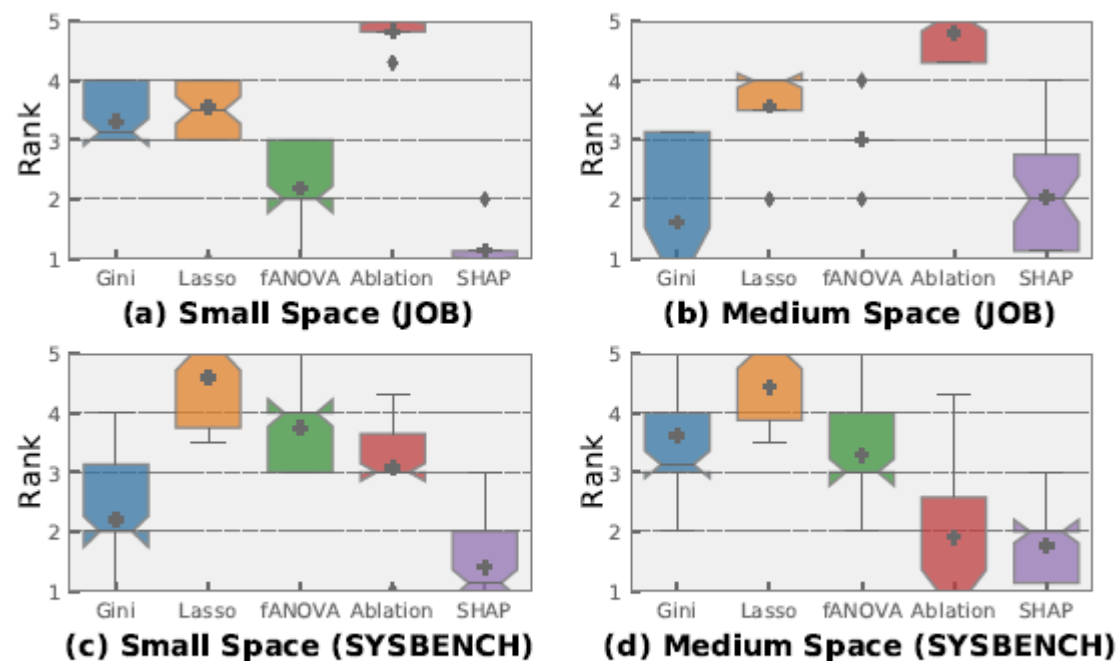 5
4
3
2
1
Rank
Gini Lasso fANOVA Ablation SHAP
(a) Small Space (JOB)
5
4
3
2
1
Rank
Gini Lasso fANOVA Ablation SHAP
(b) Medium Space (JOB)
5
4
3
2
1
Rank
Gini Lasso fANOVA Ablation SHAP
(c) Small Space (SYSBENCH)
5
4
3
2
1
Rank
Gini Lasso fANOVA Ablation SHAP
(d) Medium Space (SYSBENCH)